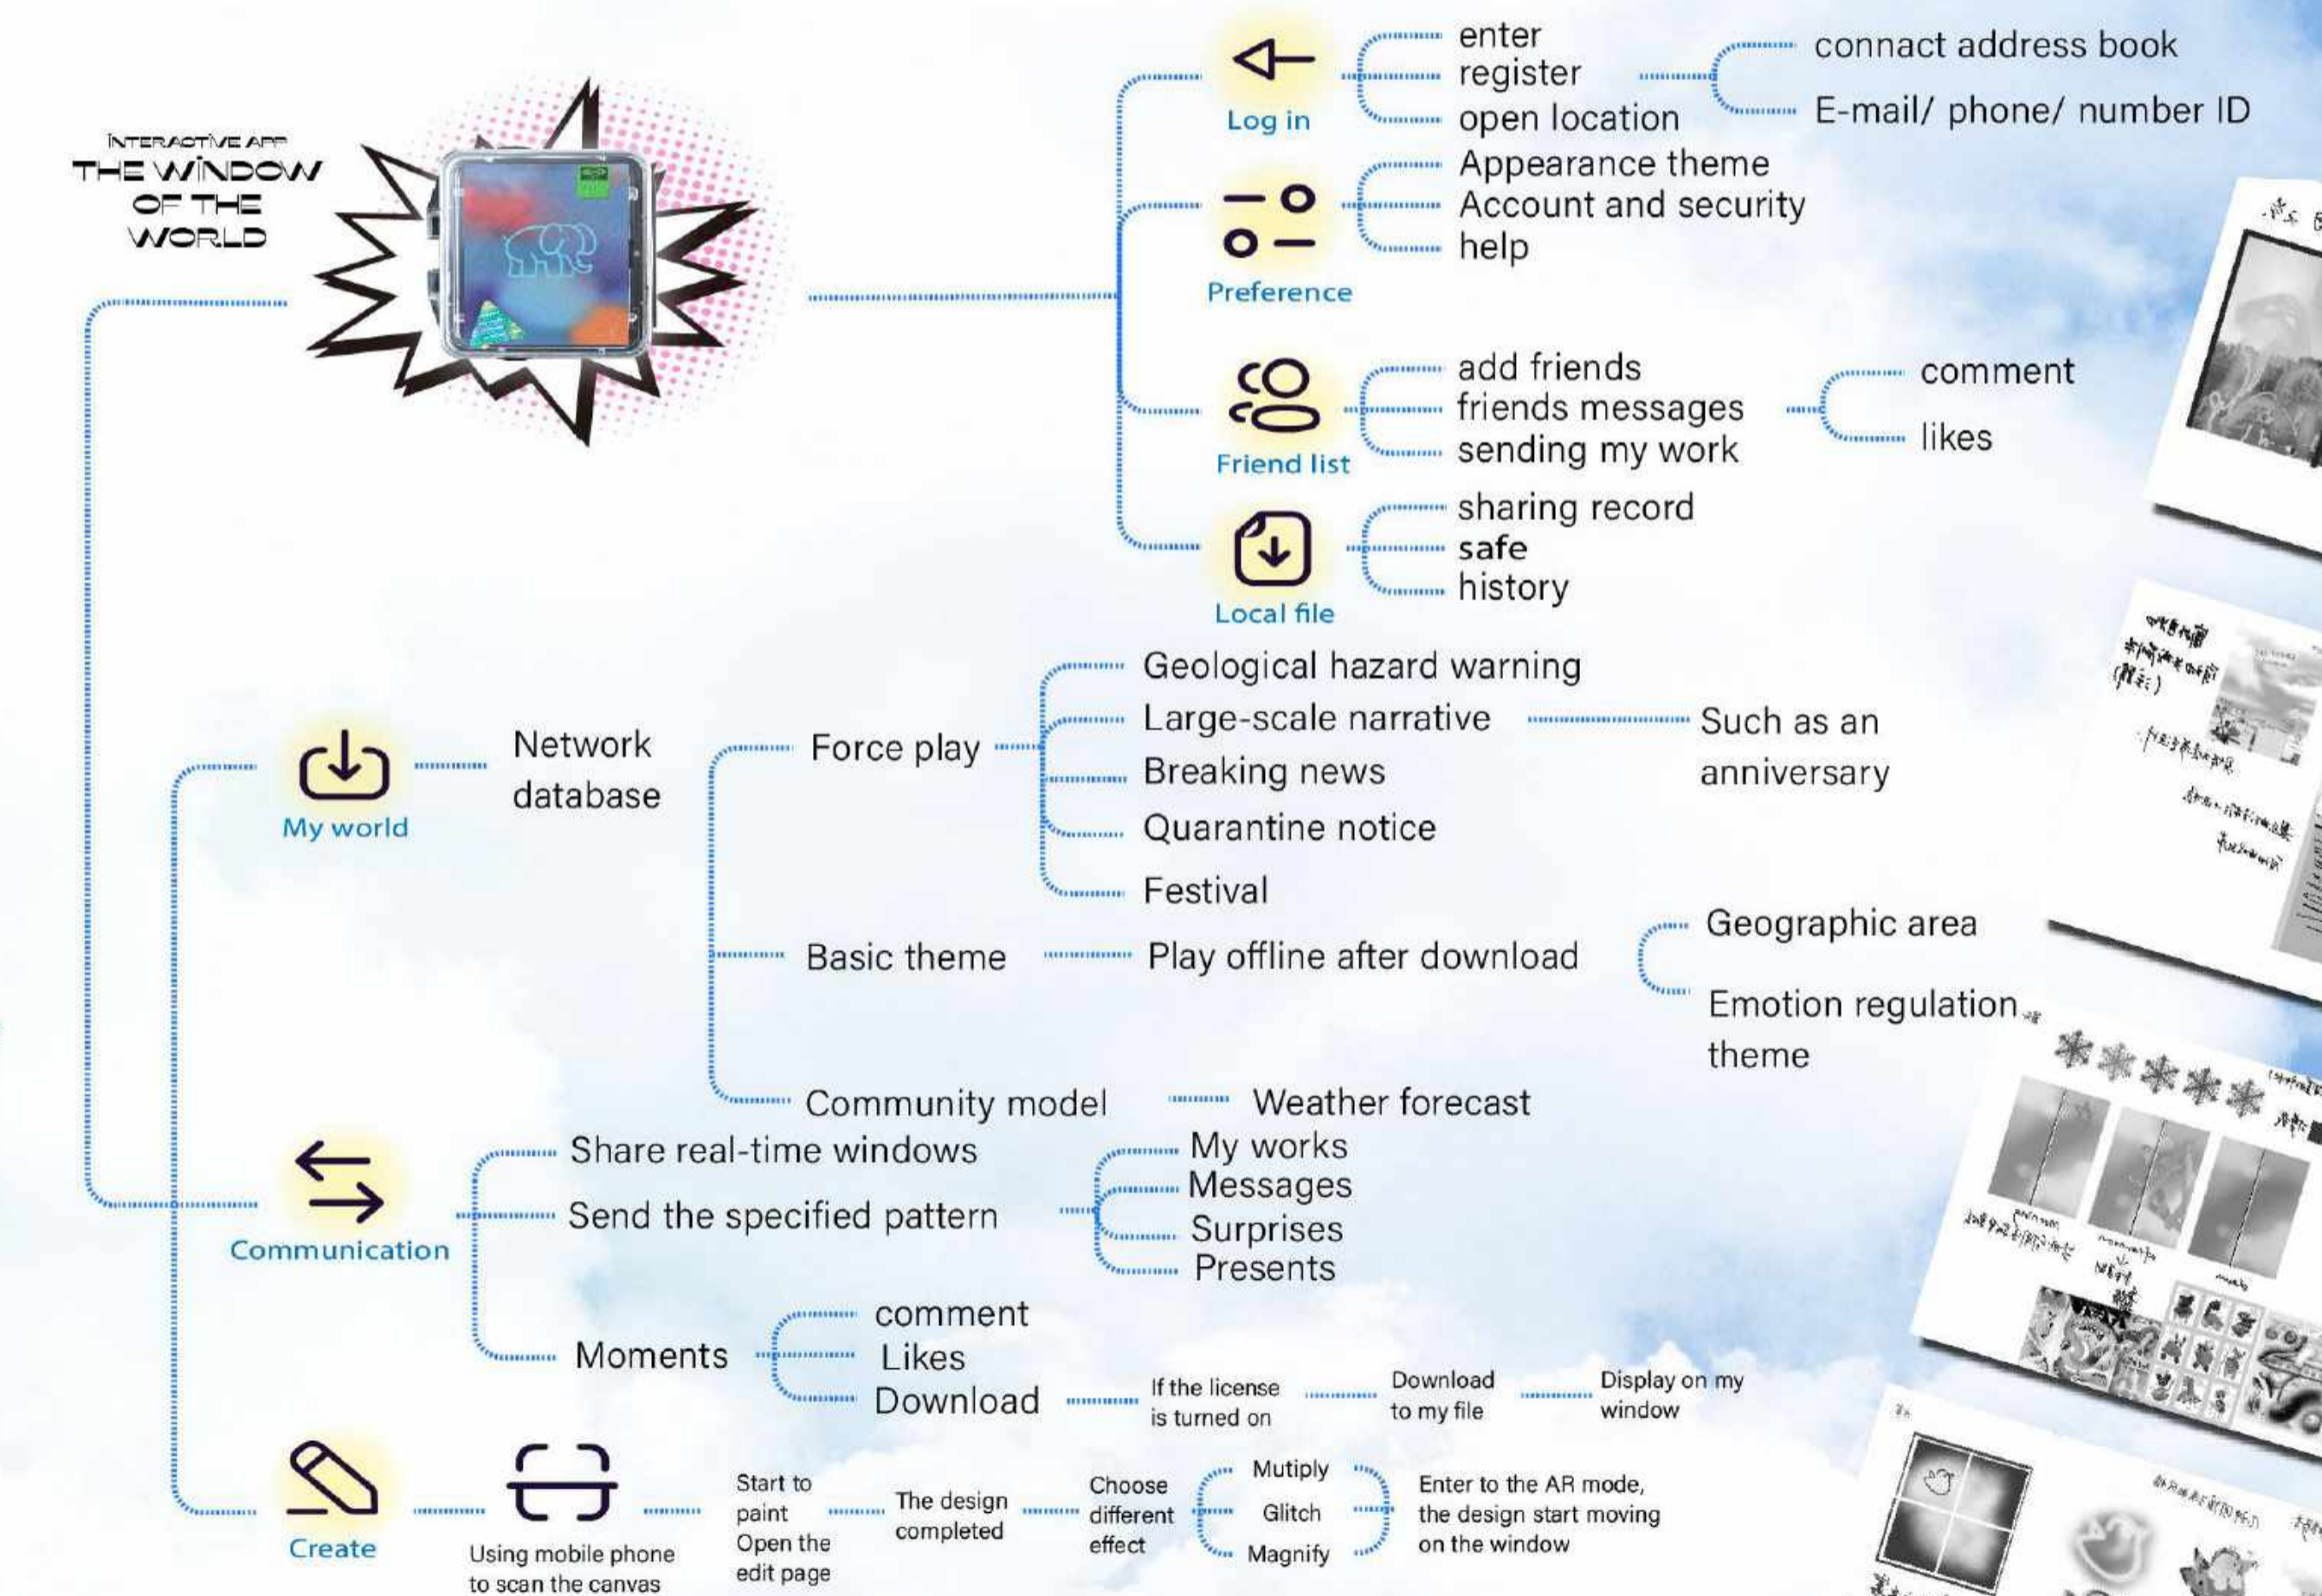 INTERACTIVE APP
THE WINDOW
OF THE
WORLD
Log in
enter
register
open location
connact address book
E-mail/ phone/ number ID
Preference
Appearance theme
Account and security
help
Friend list
add friends
friends messages
sending my work
comment
likes
Local file
sharing record
safe
history
My world
Network
database
Force play
Geological hazard warning
Large-scale narrative
Such as an
anniversary
Breaking news
Quarantine notice
Festival
Basic theme
Play offline after download
Geographic area
Emotion regulation
theme
Community model
Weather forecast
Communication
Share real-time windows
Send the specified pattern
My works
Messages
Surprises
Presents
Moments
comment
Likes
Download
If the license
is turned on
Download
to my file
Display on my
window
Create
Using mobile phone
to scan the canvas
Start to
paint
Open the
edit page
The design
completed
Choose
different
effect
Mutiply
Glitch
Magnify
Enter to the AR mode,
the design start moving
on the window